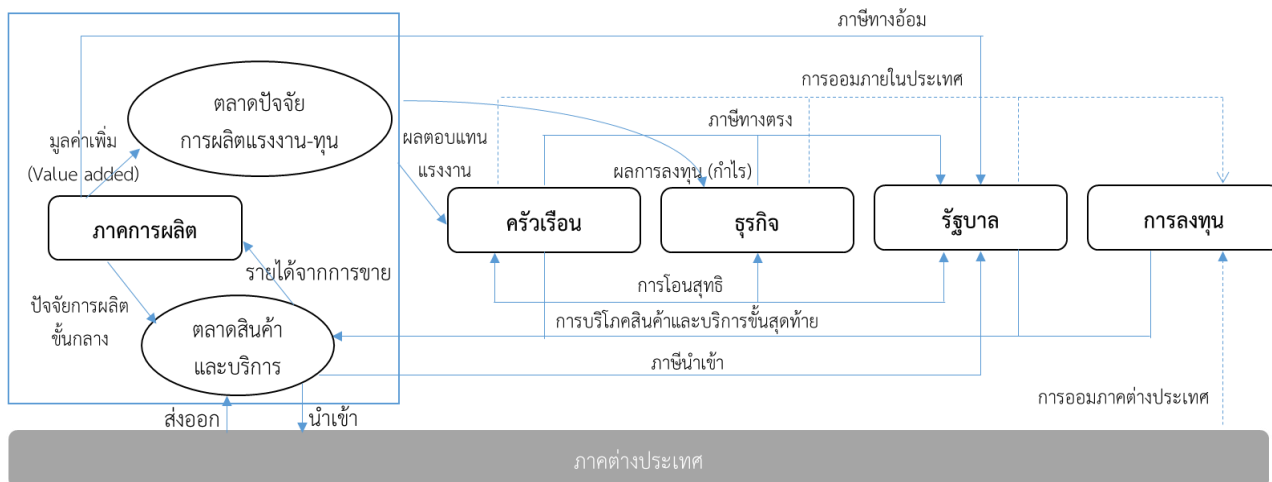 ภาษีทางอ้อม
การออมภายในประเทศ
ตลาดปัจจัย
การผลิตแรงงาน-ทุน
ภาษีทางตรง
มูลค่าเพิ่ม
(Value added)
ผลตอบแทน
แรงงาน
ผลการลงทุน (กำไร)
ภาคการผลิต
ครัวเรือน
ธุรกิจ
รัฐบาล
การลงทุน
รายได้จากการขาย
การโอนสุทธิ
ปัจจัยการผลิต
ขั้นกลาง
ตลาดสินค้า
และบริการ
การบริโภคสินค้าและบริการขั้นสุดท้าย
ภาษีนำเข้า
การออมภาคต่างประเทศ
ส่งออก
นำเข้า
ภาคต่างประเทศ